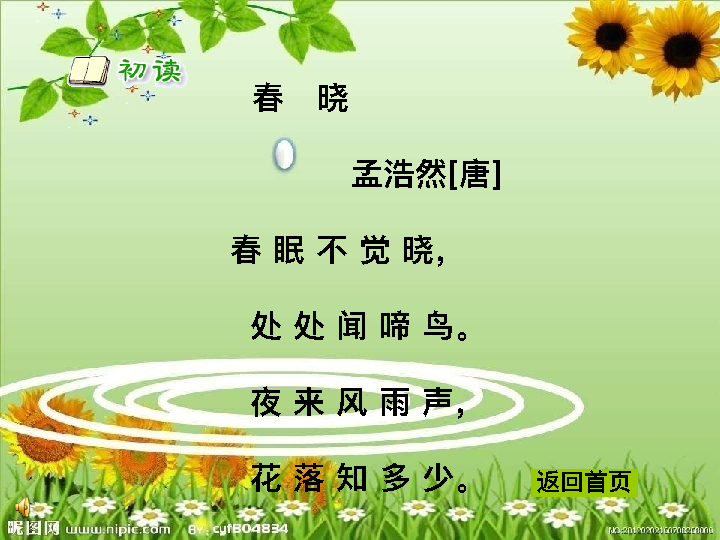 初读
春 晓
孟浩然[唐]
春 眠 不 觉 晓，
处 处 闻 啼 鸟。
夜 来 风 雨 声，
花 落 知 多 少。
返回首页
昵图网 www.nipic.com BY：cyf804834